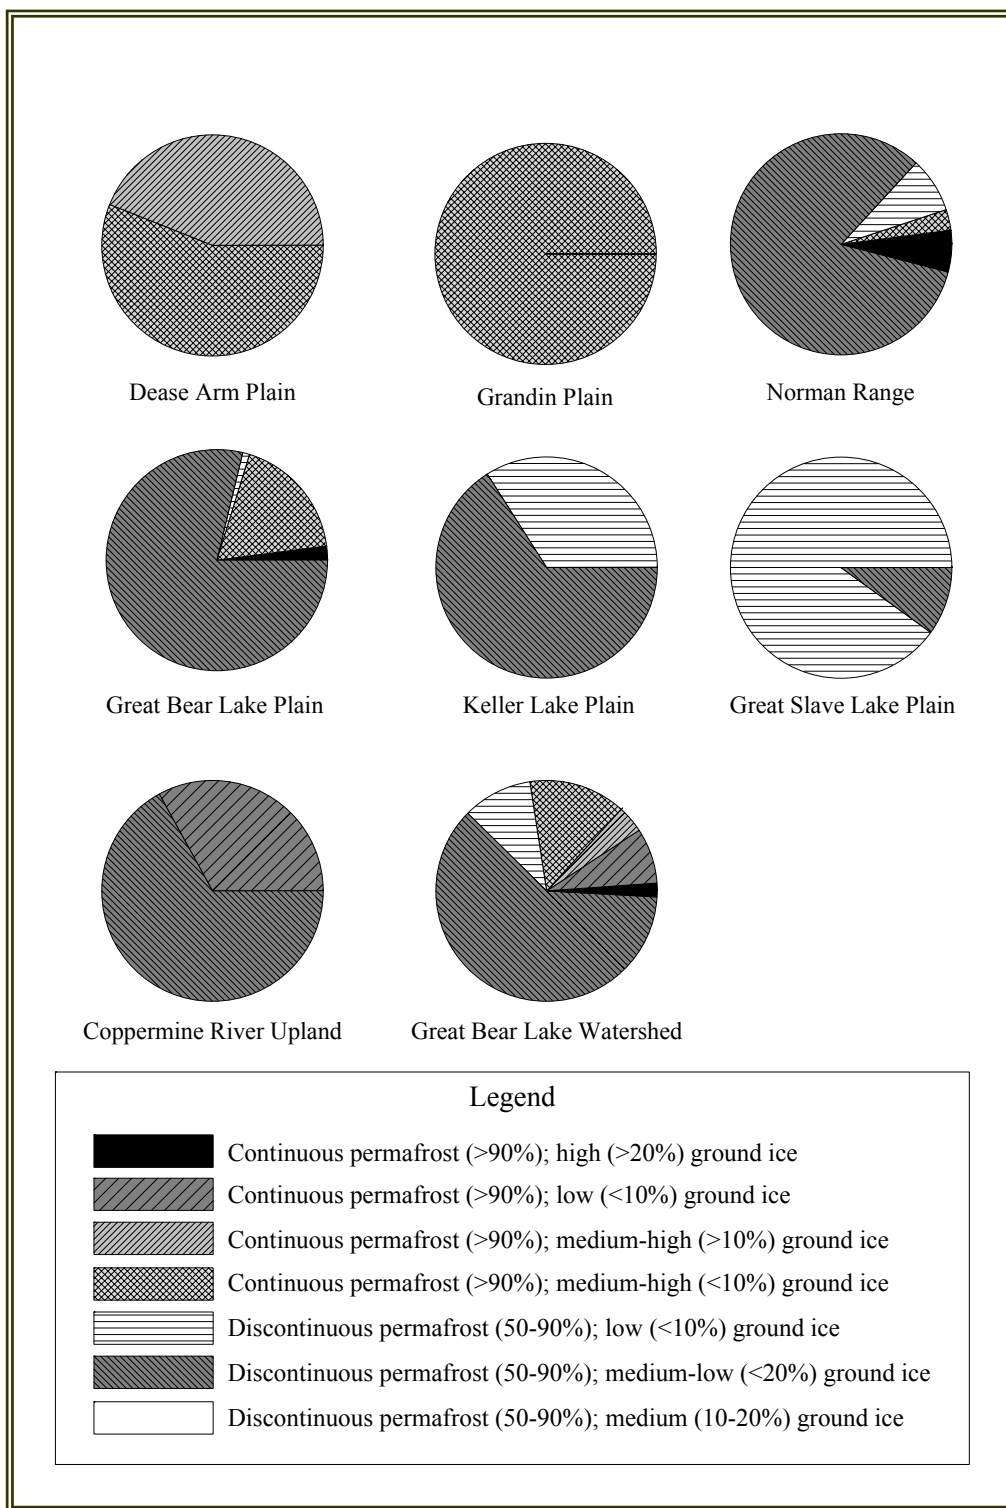 Dease Arm Plain
Grandin Plain
Norman Range
Great Bear Lake Plain
Keller Lake Plain
Great Slave Lake Plain
Coppermine River Upland
Great Bear Lake Watershed
Legend
Continuous permafrost (>90%); high (>20%) ground ice
Continuous permafrost (>90%); low (<10%) ground ice
Continuous permafrost (>90%); medium-high (>10%) ground ice
Continuous permafrost (>90%); medium-high (<10%) ground ice
Discontinuous permafrost (50-90%); low (<10%) ground ice
Discontinuous permafrost (50-90%); medium-low (<20%) ground ice
Discontinuous permafrost (50-90%); medium (10-20%) ground ice